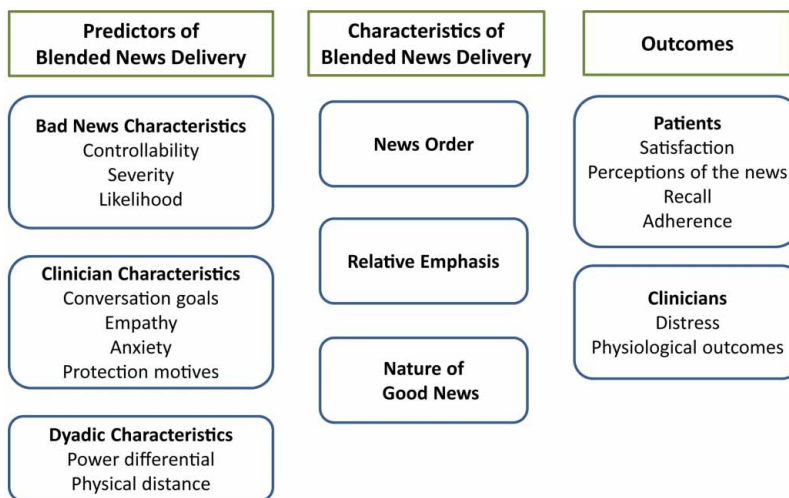 Predictors of
Blended News Delivery
Bad News Characteristics
Controllability
Severity
Likelihood
Clinician Characteristics
Conversation goals
Empathy
Anxiety
Protection motives
Dyadic Characteristics
Power differential
Physical distance
Characteristics of
Blended News Delivery
News Order
Relative Emphasis
Nature of
Good News
Outcomes
Patients
Satisfaction
Perceptions of the news
Recall
Adherence
Clinicians
Distress
Physiological outcomes